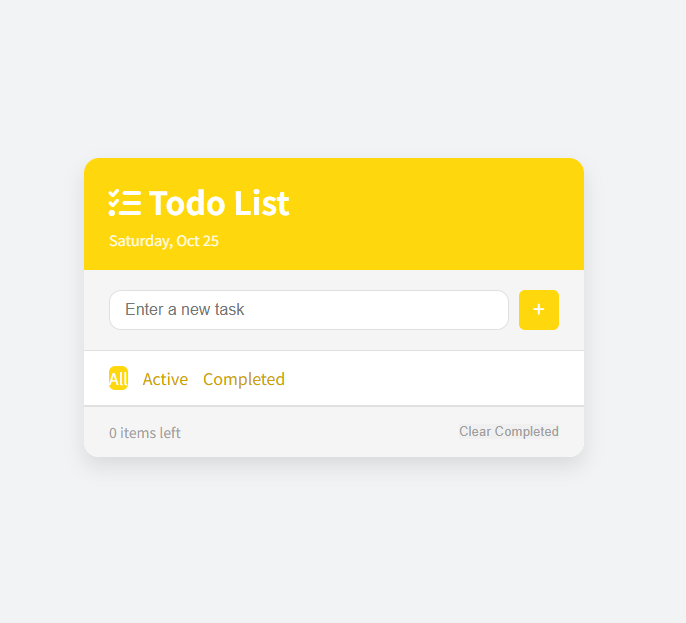 Todo List
Saturday, Oct 25
Enter a new task +
All Active Completed
0 items left Clear Completed